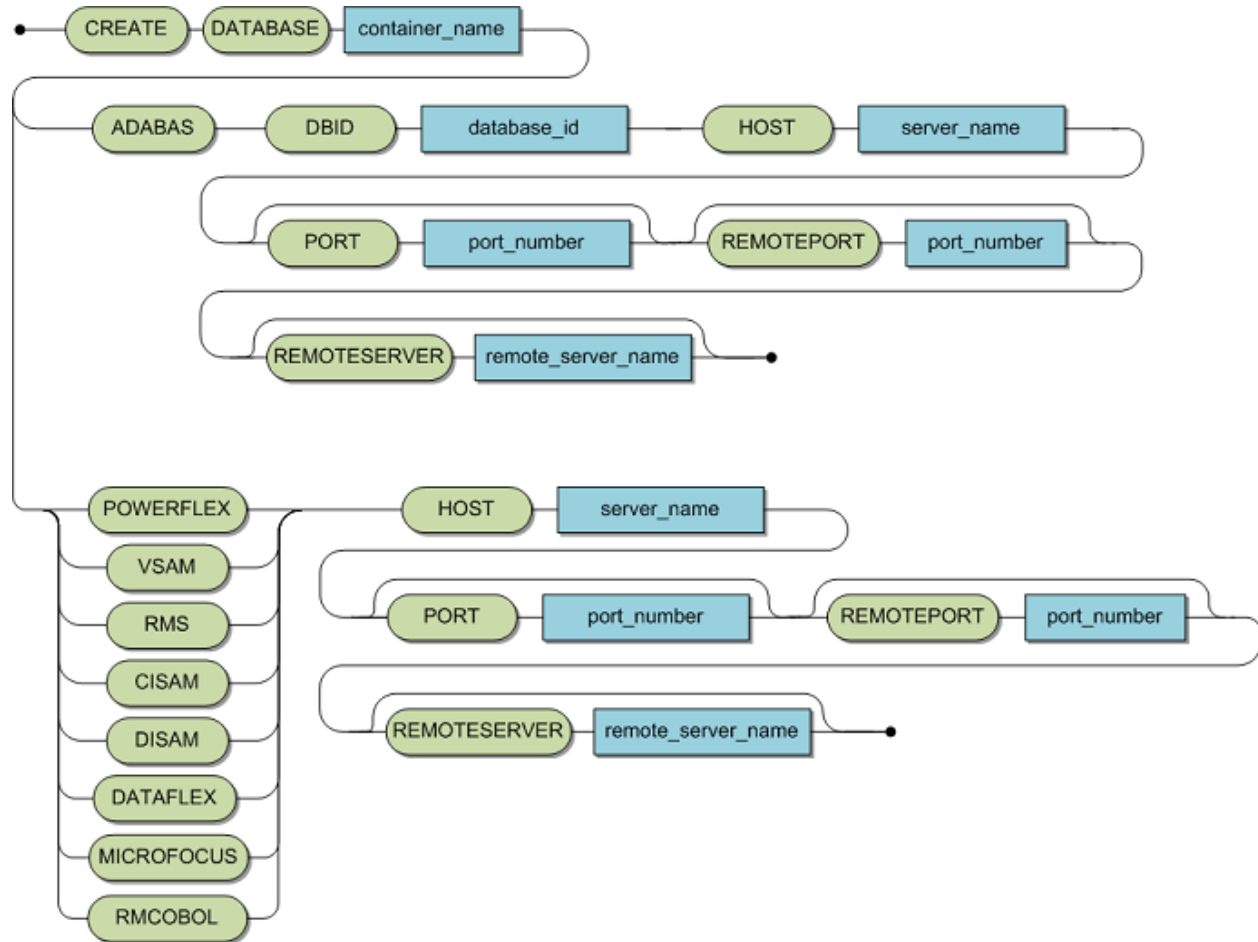 CREATE DATABASE container_name
ADABAS DBID database_id HOST server_name
PORT port_number REMOTEPORT port_number
REMOTESERVER remote_server_name
POWERFLEX HOST server_name
VSAM
RMS PORT port_number REMOTEPORT port_number
CISAM
DISAM REMOTESERVER remote_server_name
DATAFLEX
MICROFOCUS
RMCOBOL